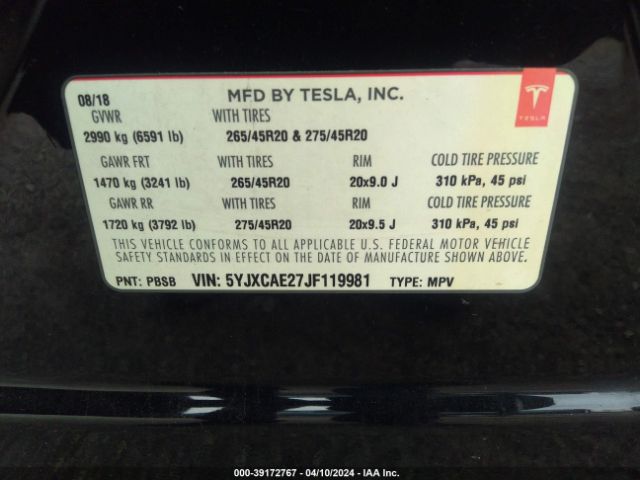 08/18 MFD BY TESLA, INC.
TESLA
GVWR WITH TIRES
2990 kg (6591 lb) 265/45R20 & 275/45R20
GAWR FRT WITH TIRES RIM COLD TIRE PRESSURE
1470 kg (3241 lb) 265/45R20 20x9.0 J 310 kPa, 45 psi
GAWR RR WITH TIRES RIM COLD TIRE PRESSURE
1720 kg (3792 lb) 275/45R20 20x9.5 J 310 kPa, 45 psi
THIS VEHICLE CONFORMS TO ALL APPLICABLE U.S. FEDERAL MOTOR VEHICLE
SAFETY STANDARDS IN EFFECT ON THE DATE OF MANUFACTURE SHOWN ABOVE.
PNT: PBSB VIN: 5YJXCAE27JF119981 TYPE: MPV
000-39172767 - 04/10/2024 - IAA Inc.